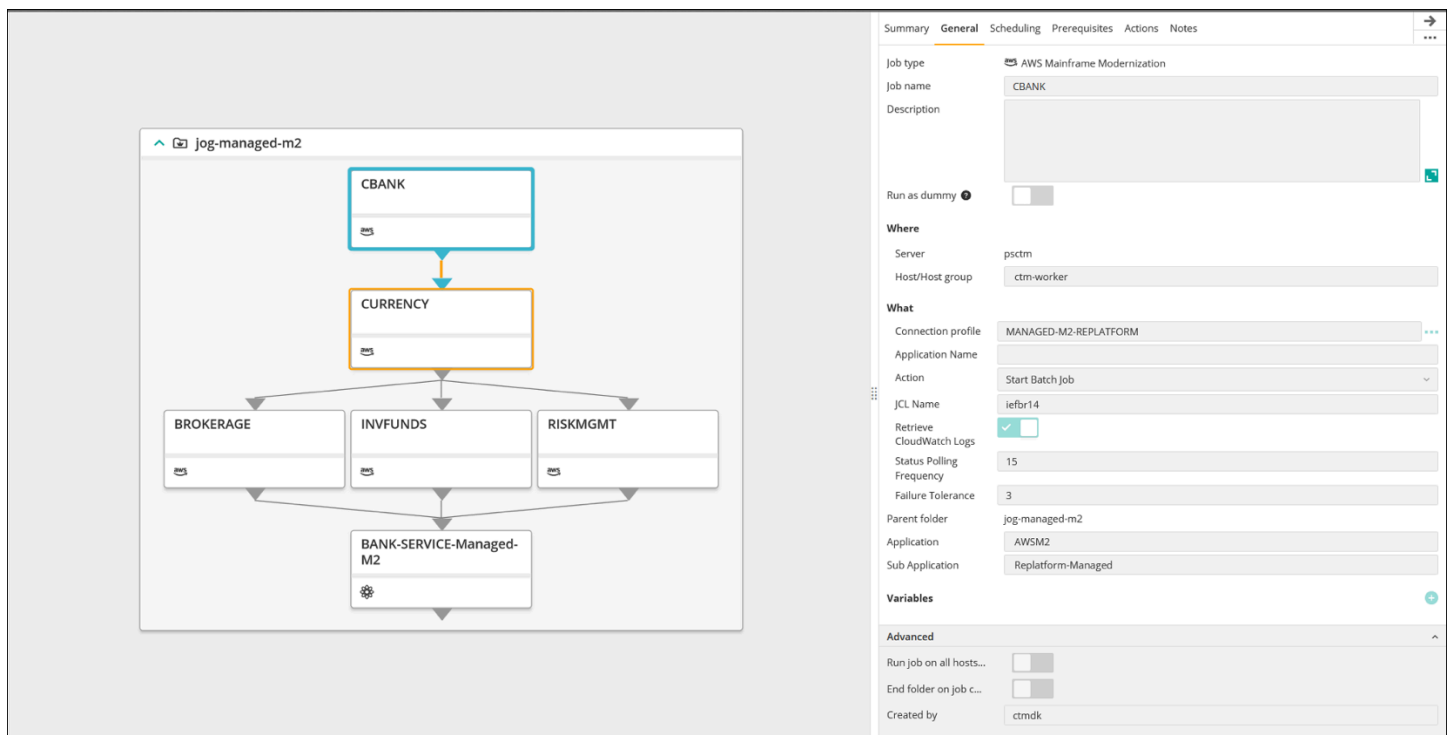 jog-managed-m2
CBANK
aws
CURRENCY
aws
BROKERAGE
aws
INVFUNDS
aws
RISKMGMT
aws
BANK-SERVICE-Managed-
M2
Summary General Scheduling Prerequisites Actions Notes
Job type aws AWS Mainframe Modernization
Job name CBANK
Description
Run as dummy ?
Where
Server psctm
Host/Host group ctm-worker
What
Connection profile MANAGED-M2-REPLATFORM
Application Name
Action Start Batch Job
JCL Name iefbr14
Retrieve
CloudWatch Logs
Status Polling
Frequency
15
Failure Tolerance 3
Parent folder jog-managed-m2
Application AWSM2
Sub Application Replatform-Managed
Variables
Advanced
Run job on all hosts...
End folder on job c...
Created by ctmdk